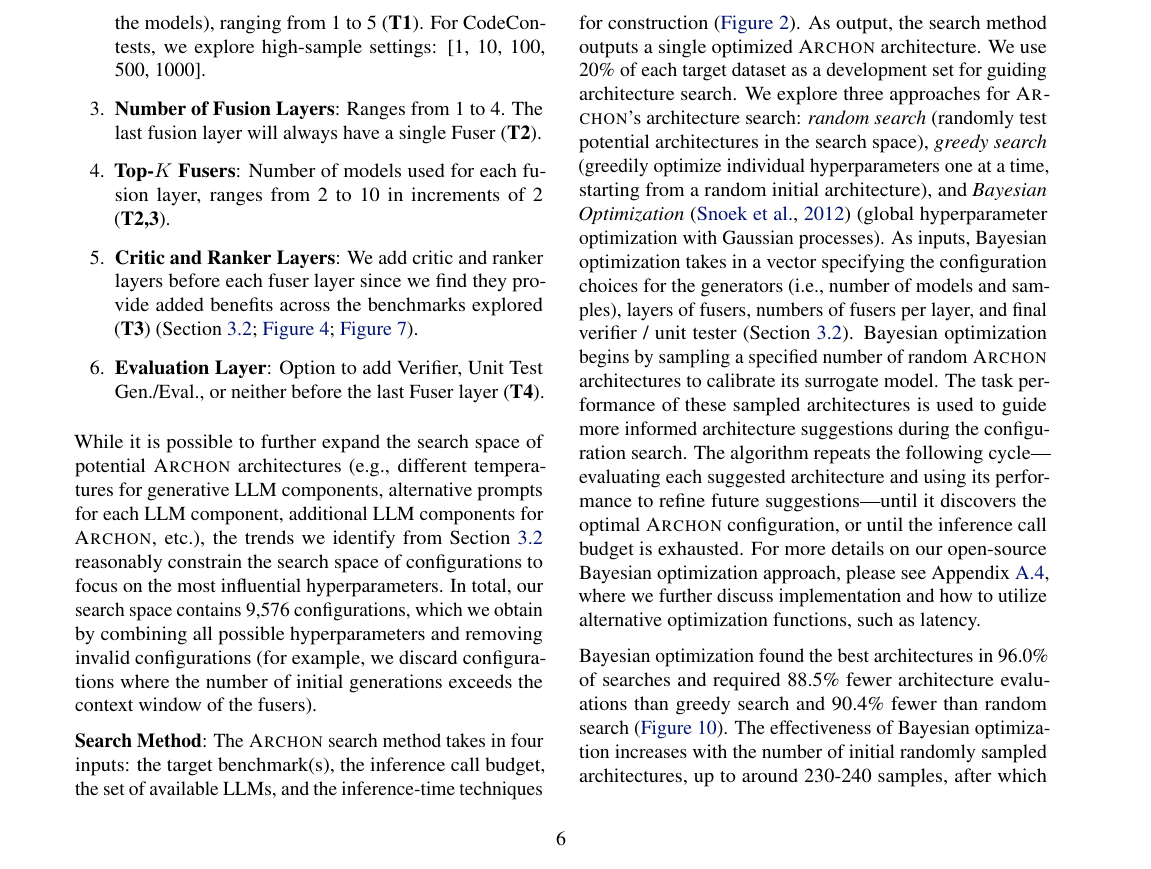 the models), ranging from 1 to 5 (T1). For CodeCon-
tests, we explore high-sample settings: [1, 10, 100,
500, 1000].
3. Number of Fusion Layers: Ranges from 1 to 4. The
last fusion layer will always have a single Fuser (T2).
4. Top-K Fusers: Number of models used for each fu-
sion layer, ranges from 2 to 10 in increments of 2
(T2,3).
5. Critic and Ranker Layers: We add critic and ranker
layers before each fuser layer since we find they pro-
vide added benefits across the benchmarks explored
(T3) (Section 3.2; Figure 4; Figure 7).
6. Evaluation Layer: Option to add Verifier, Unit Test
Gen./Eval., or neither before the last Fuser layer (T4).
While it is possible to further expand the search space of
potential ARCHON architectures (e.g., different tempera-
tures for generative LLM components, alternative prompts
for each LLM component, additional LLM components for
ARCHON, etc.), the trends we identify from Section 3.2
reasonably constrain the search space of configurations to
focus on the most influential hyperparameters. In total, our
search space contains 9,576 configurations, which we obtain
by combining all possible hyperparameters and removing
invalid configurations (for example, we discard configura-
tions where the number of initial generations exceeds the
context window of the fusers).
Search Method: The ARCHON search method takes in four
inputs: the target benchmark(s), the inference call budget,
the set of available LLMs, and the inference-time techniques
for construction (Figure 2). As output, the search method
outputs a single optimized ARCHON architecture. We use
20% of each target dataset as a development set for guiding
architecture search. We explore three approaches for AR-
CHON's architecture search: random search (randomly test
potential architectures in the search space), greedy search
(greedily optimize individual hyperparameters one at a time,
starting from a random initial architecture), and Bayesian
Optimization (Snoek et al., 2012) (global hyperparameter
optimization with Gaussian processes). As inputs, Bayesian
optimization takes in a vector specifying the configuration
choices for the generators (i.e., number of models and sam-
ples), layers of fusers, numbers of fusers per layer, and final
verifier / unit tester (Section 3.2). Bayesian optimization
begins by sampling a specified number of random ARCHON
architectures to calibrate its surrogate model. The task per-
formance of these sampled architectures is used to guide
more informed architecture suggestions during the configu-
ration search. The algorithm repeats the following cycle—
evaluating each suggested architecture and using its perfor-
mance to refine future suggestions—until it discovers the
optimal ARCHON configuration, or until the inference call
budget is exhausted. For more details on our open-source
Bayesian optimization approach, please see Appendix A.4,
where we further discuss implementation and how to utilize
alternative optimization functions, such as latency.
Bayesian optimization found the best architectures in 96.0%
of searches and required 88.5% fewer architecture evalu-
ations than greedy search and 90.4% fewer than random
search (Figure 10). The effectiveness of Bayesian optimiza-
tion increases with the number of initial randomly sampled
architectures, up to around 230-240 samples, after which
6